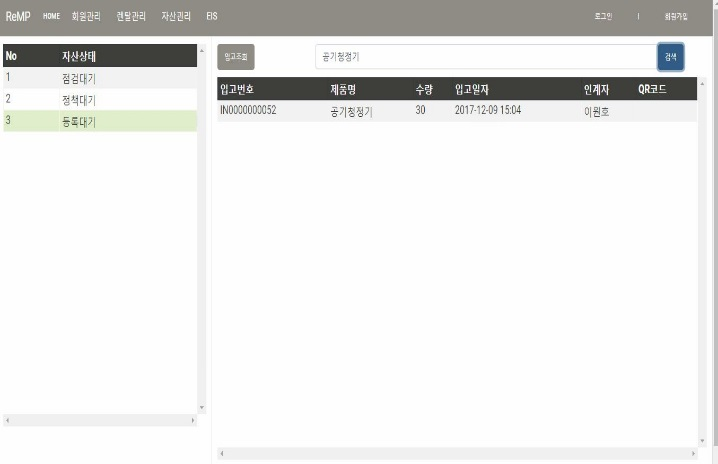 ReMP HOME 회원관리 렌탈관리 자산관리 EIS 로그인 | 회원가입
No 자산상태
1 점검대기
2 정책대기
3 등록대기
입고조회 공기청정기 검색
입고번호 제품명 수량 입고일자 인계자 QR코드
IN0000000052 공기청정기 30 2017-12-09 15:04 이원호